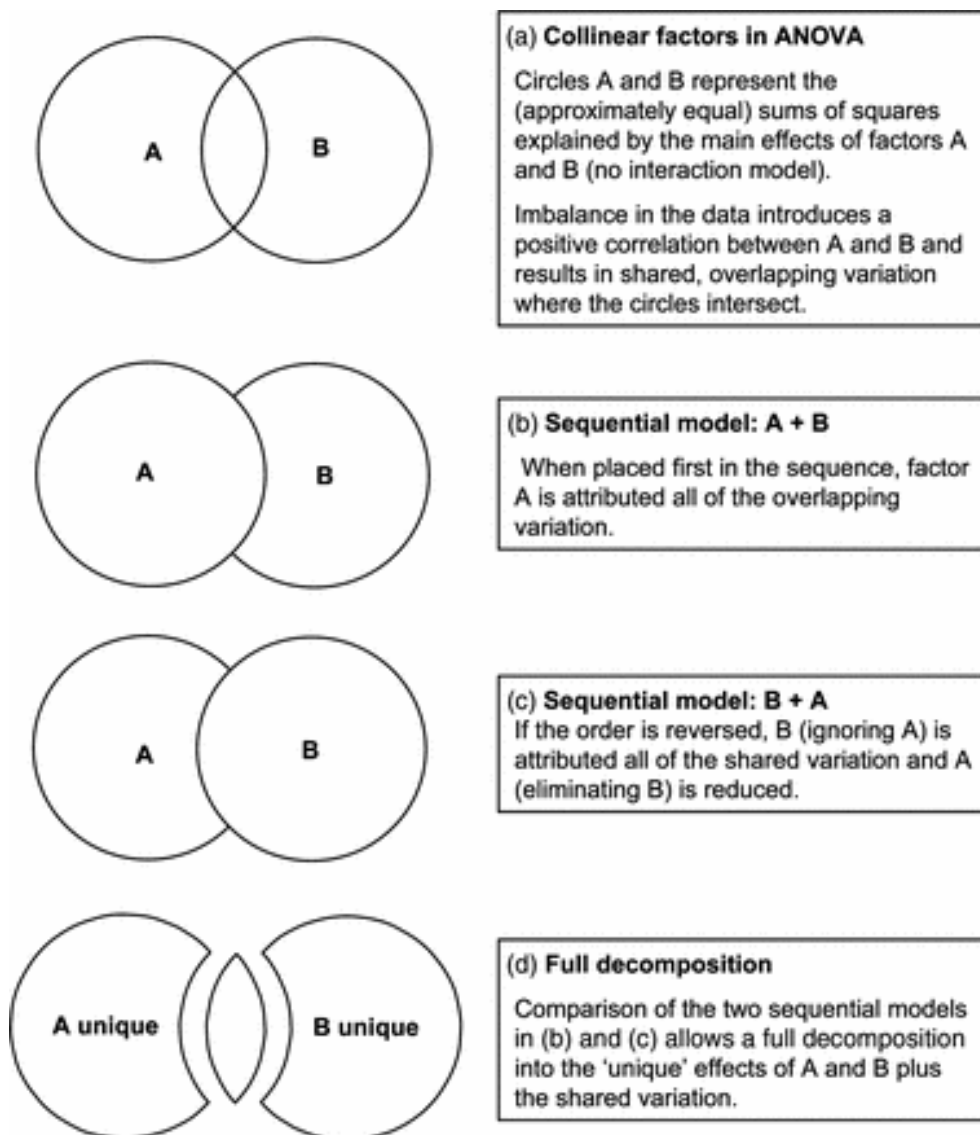 A
B
(a) Collinear factors in ANOVA
Circles A and B represent the
(approximately equal) sums of squares
explained by the main effects of factors A
and B (no interaction model).
Imbalance in the data introduces a
positive correlation between A and B and
results in shared, overlapping variation
where the circles intersect.
A
B
(b) Sequential model: A + B
When placed first in the sequence, factor
A is attributed all of the overlapping
variation.
A
B
(c) Sequential model: B + A
If the order is reversed, B (ignoring A) is
attributed all of the shared variation and A
(eliminating B) is reduced.
A unique
B unique
(d) Full decomposition
Comparison of the two sequential models
in (b) and (c) allows a full decomposition
into the ‘unique’ effects of A and B plus
the shared variation.